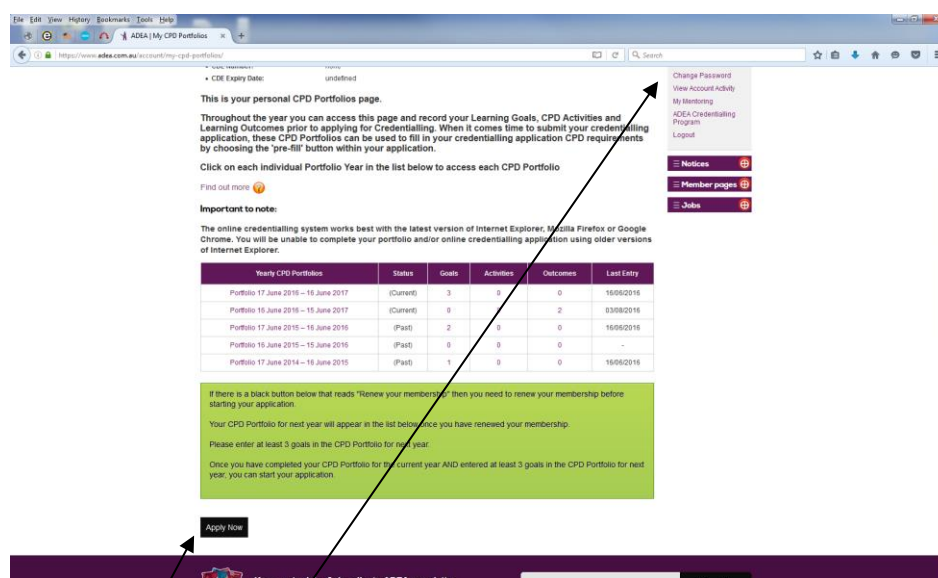 File Edit View History Bookmarks Tools Help
ADEA | My CPD Portfolios × +
https://www.adea.com.au/account/my-cpd-portfolios/
Search
none
• CDE Expiry Date: undefined
This is your personal CPD Portfolios page.
Throughout the year you can access this page and record your Learning Goals, CPD Activities and
Learning Outcomes prior to applying for Credentialling. When it comes time to submit your credentialling
application, these CPD Portfolios can be used to fill in your credentialling application CPD requirements
by choosing the 'pre-fill' button within your application.
Click on each individual Portfolio Year in the list below to access each CPD Portfolio
Find out more
Important to note:
The online credentialling system works best with the latest version of Internet Explorer, Mozilla Firefox or Google
Chrome. You will be unable to complete your portfolio and/or online credentialling application using older versions
of Internet Explorer.
Yearly CPD Portfolios Status Goals Activities Outcomes Last Entry
Portfolio 17 June 2016 – 16 June 2017 (Current) 3 0 0 16/06/2016
Portfolio 16 June 2016 – 15 June 2017 (Current) 0 2 03/08/2016
Portfolio 17 June 2015 – 16 June 2016 (Past) 2 0 0 16/06/2016
Portfolio 16 June 2015 – 15 June 2016 (Past) 0 0 0 -
Portfolio 17 June 2014 – 16 June 2015 (Past) 1 0 0 16/06/2016
If there is a black button below that reads "Renew your membership" then you need to renew your membership before
starting your application.
Your CPD Portfolio for next year will appear in the list below once you have renewed your membership.
Please enter at least 3 goals in the CPD Portfolio for next year.
Once you have completed your CPD Portfolio for the current year AND entered at least 3 goals in the CPD Portfolio for next
year, you can start your application
Apply Now
Change Password
View Account Activity
My Mentoring
ADEA Credentialling
Program
Logout
Notices
Member pages
Jobs